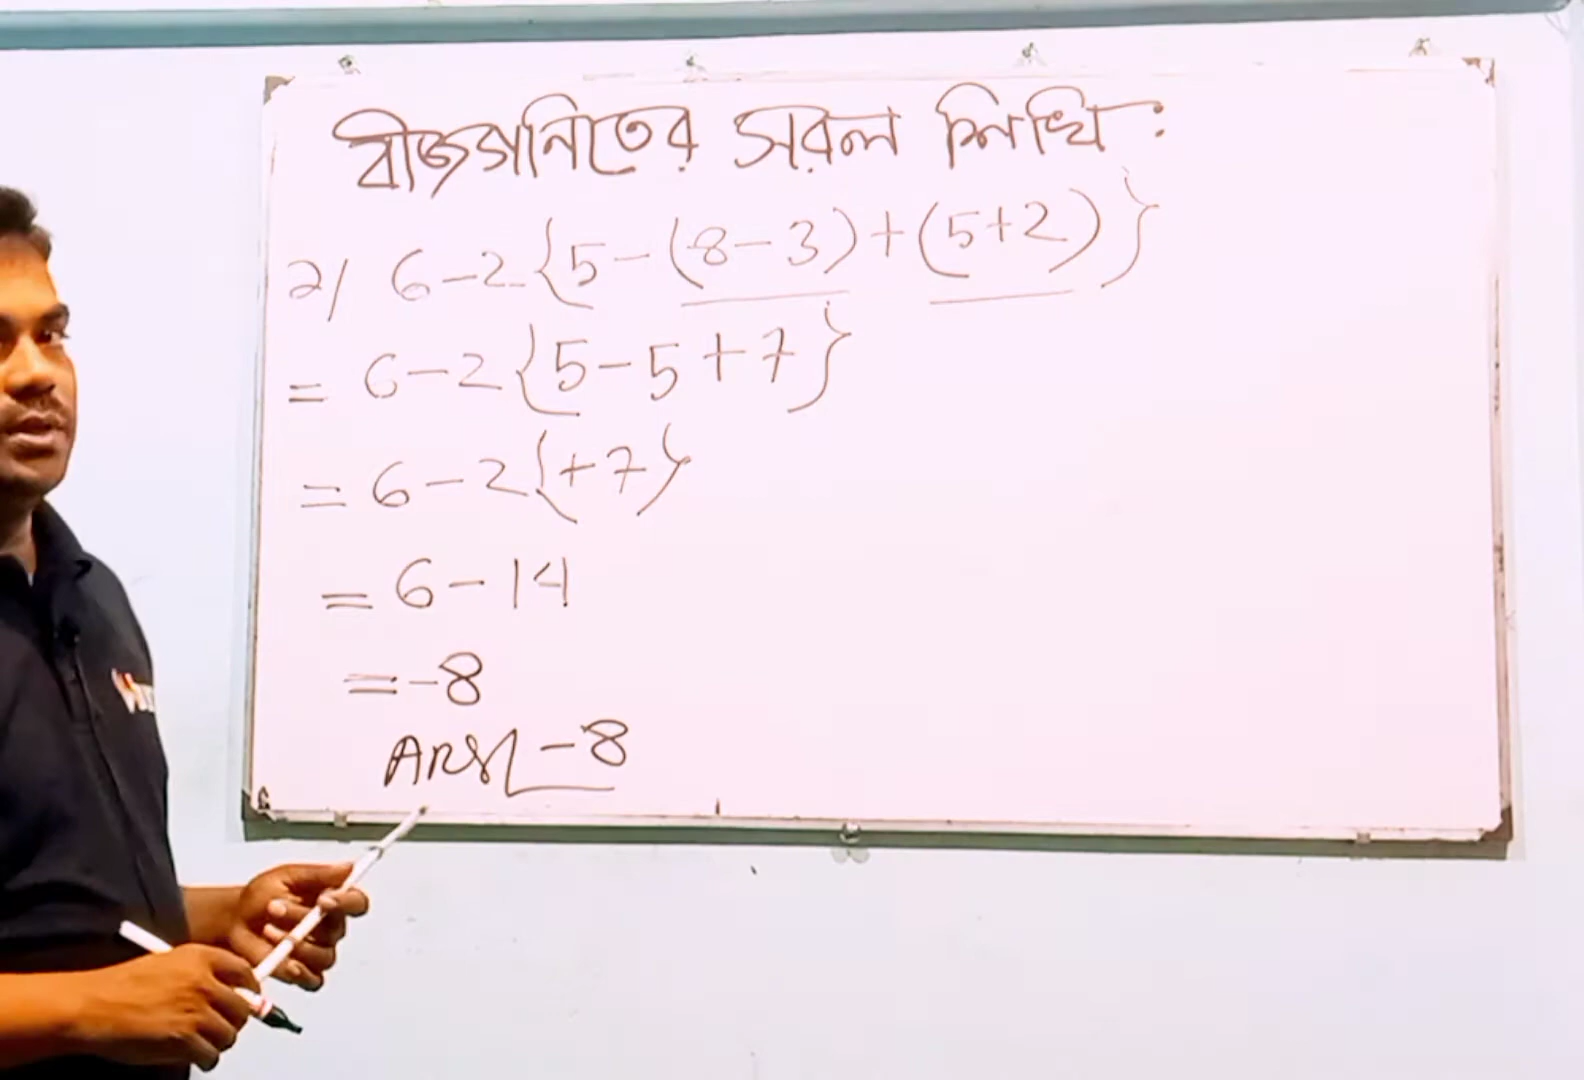 বীজগনিতের সরল শিখি :
২/ 6-2{5-(8-3)+(5+2)}
= 6-2{5-5+7}
= 6-2{+7}
= 6-14
=-8
Ans/ -8